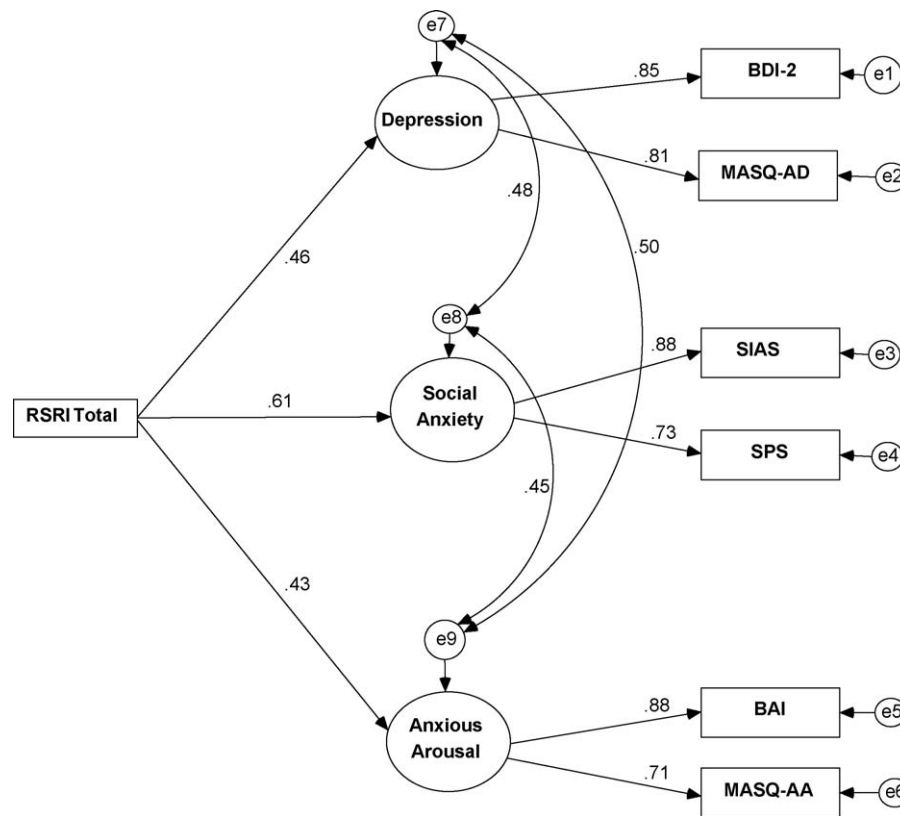 e7
.85
BDI-2
e1
Depression
.81
MASQ-AD
e2
.48
.50
.46
e8
.88
SIAS
e3
Social
Anxiety
RSRI Total
.61
.73
SPS
e4
.45
.43
e9
.88
BAI
e5
Anxious
Arousal
.71
MASQ-AA
e6